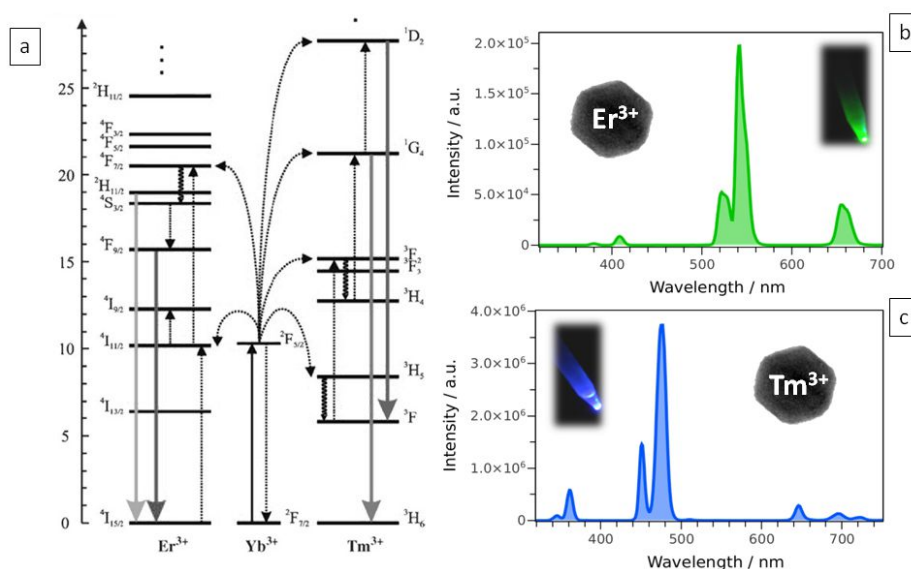 a
25
20
15
10
5
0
²H₁₁/₂
⁴F₃/₂
⁴F₅/₂
⁴F₇/₂
²H₁₁/₂
⁴S₃/₂
⁴F₉/₂
⁴I₉/₂
⁴I₁₁/₂
⁴I₁₃/₂
⁴I₁₅/₂
²F₅/₂
²F₇/₂
¹D₂
¹G₄
³F₂
³F₃
³H₄
³H₅
³F
³H₆
Er³⁺ Yb³⁺ Tm³⁺
b
Intensity / a.u.
2.0×10⁵
1.5×10⁵
1.0×10⁵
5.0×10⁴
0
Er³⁺
400 500 600 700
Wavelength / nm
c
Intensity / a.u.
4.0×10⁶
3.0×10⁶
2.0×10⁶
1.0×10⁶
0
Tm³⁺
400 500 600 700
Wavelength / nm